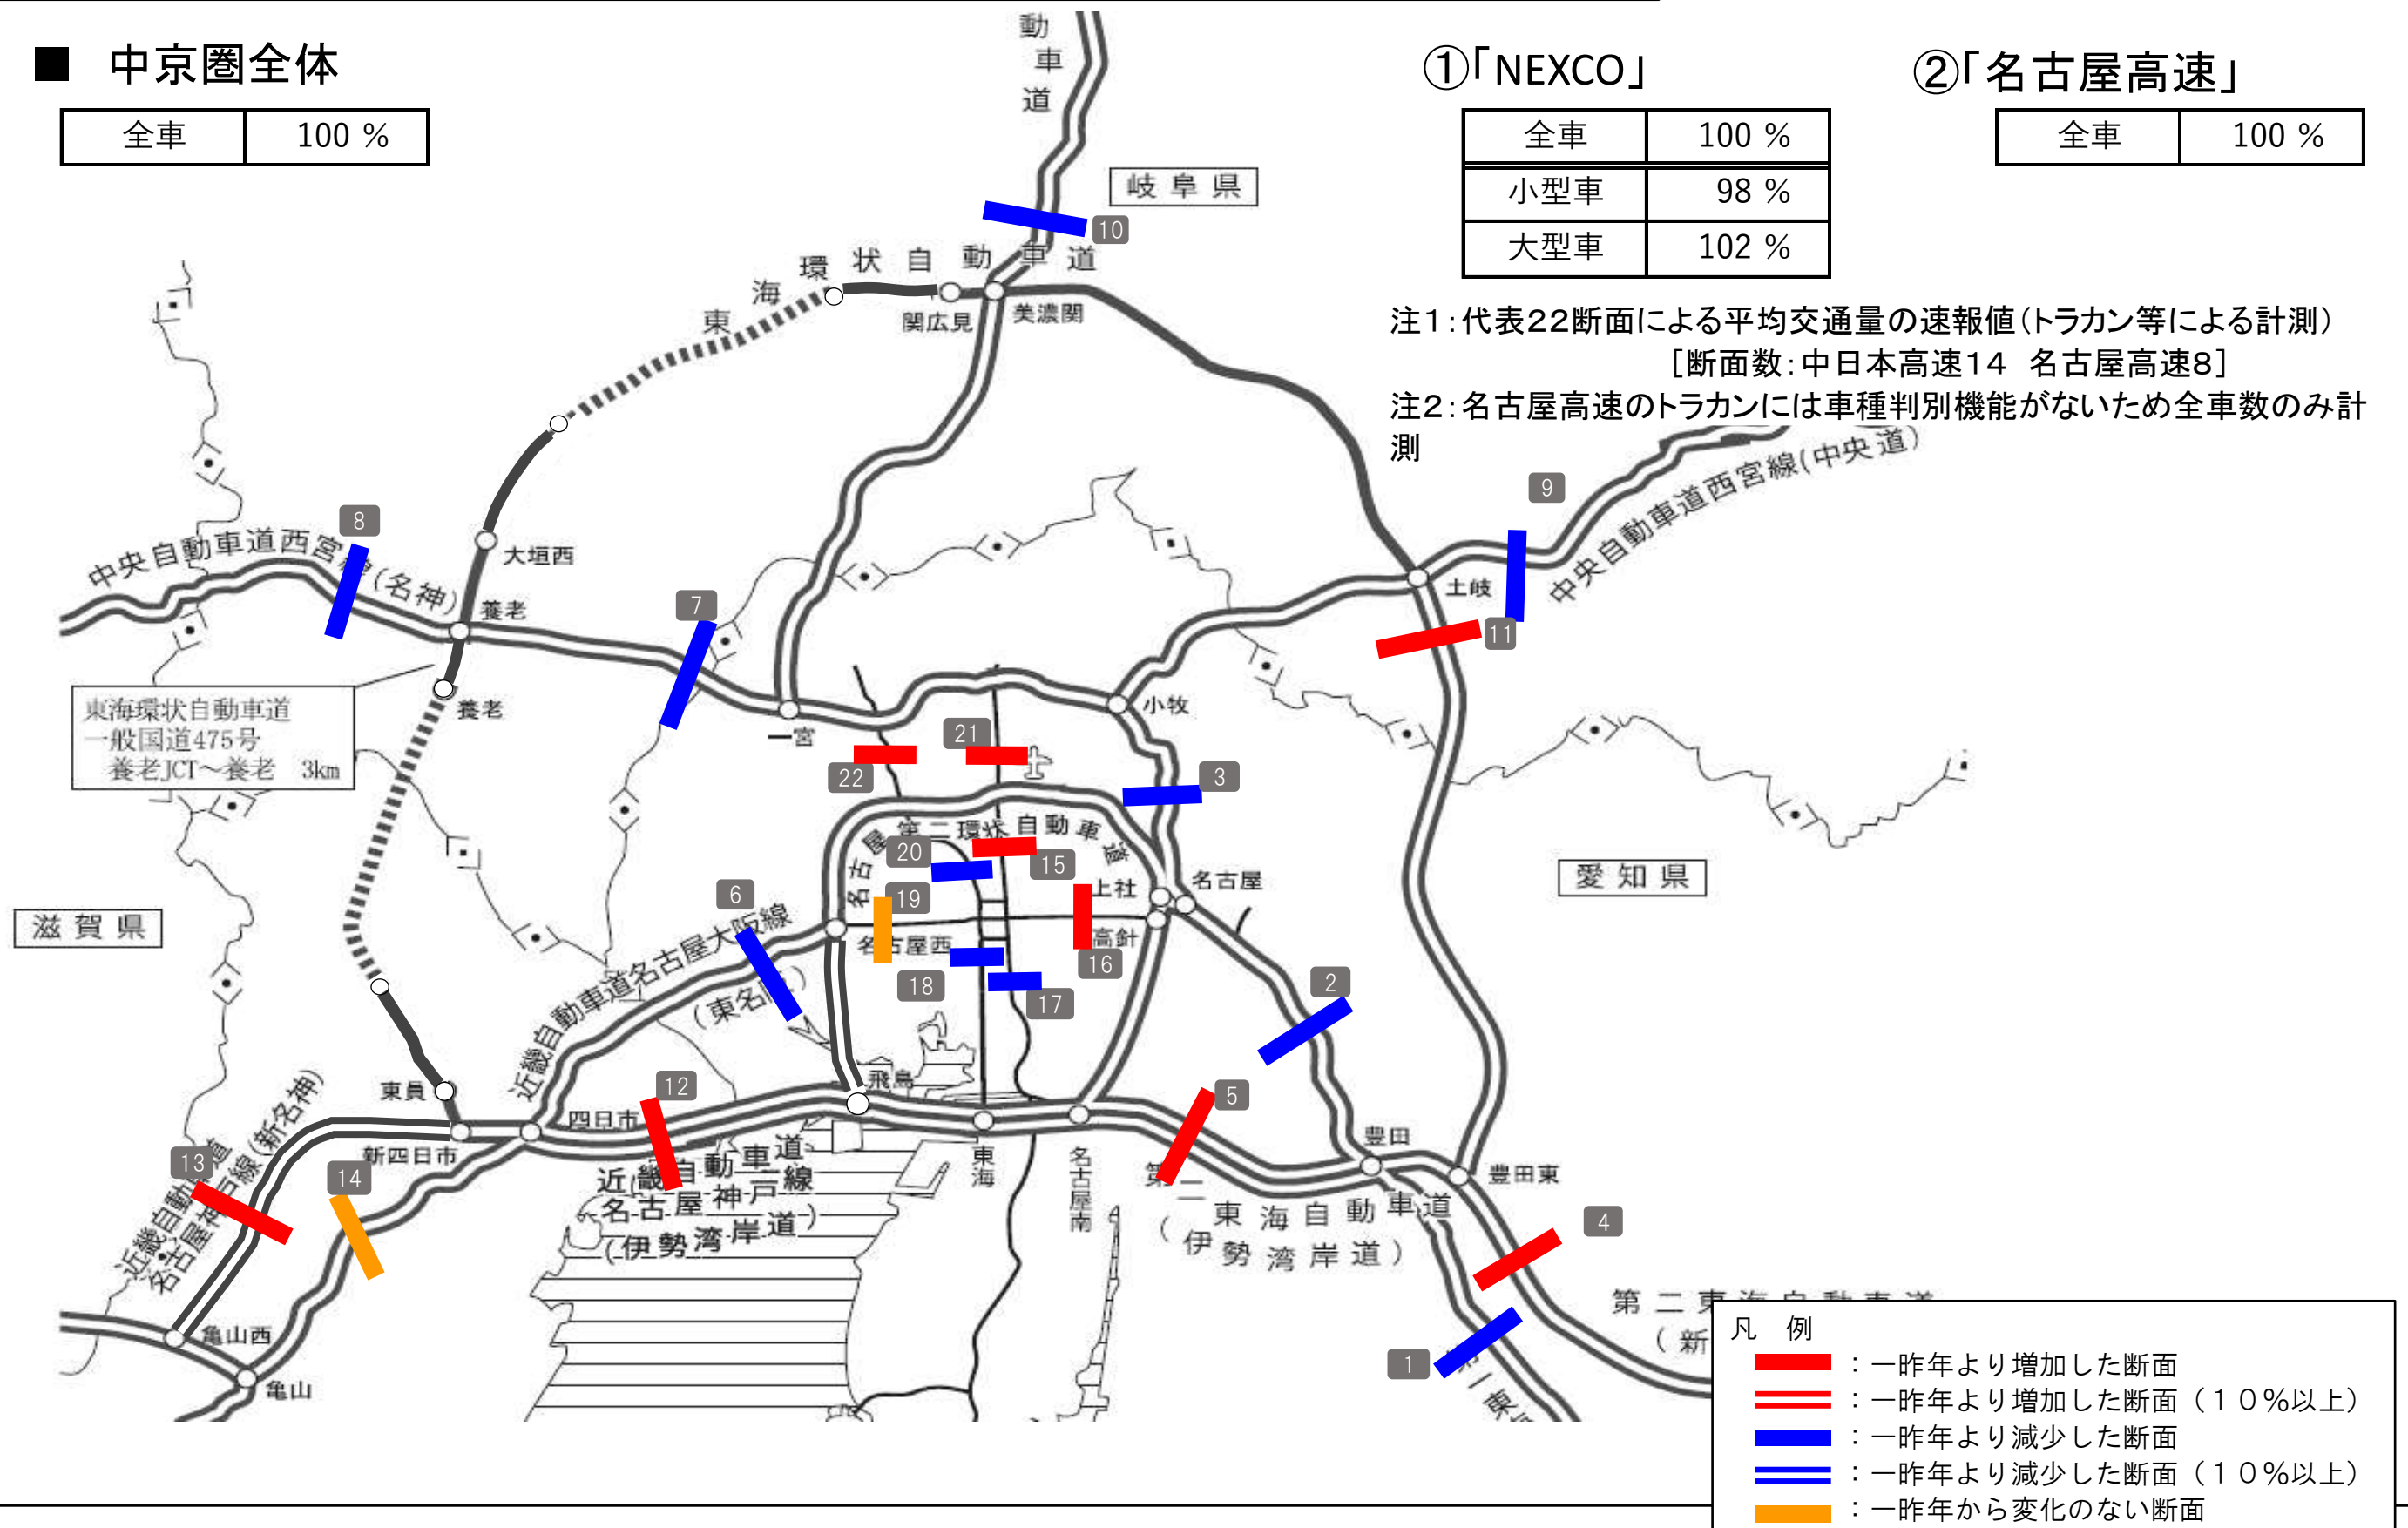 ■ 中京圏全体
全車 100 %
①「NEXCO」
全車 100 %
小型車 98 %
大型車 102 %
②「名古屋高速」
全車 100 %
注1:代表22断面による平均交通量の速報値(トラカン等による計測)
[断面数:中日本高速14 名古屋高速8]
注2:名古屋高速のトラカンには車種判別機能がないため全車数のみ計
測
動車道
岐阜県
10
東海環状自動車道
関広見
美濃関
9
中央自動車道西宮線(中央道)
8
中央自動車道西宮線(名神)
大垣西
養老
7
土岐
11
養老
東海環状自動車道
一般国道475号
養老JCT～養老 3km
一宮
小牧
21
22
3
名古屋第二環状自動車道
20
15
上社
名古屋
愛知県
19
6
滋賀県
名古屋西
高針
16
近畿自動車道名古屋大阪線
(東名阪)
18
17
2
東員
飛島
12
四日市
5
新四日市
近畿自動車道
名古屋神戸線
(伊勢湾岸道)
東海
名古屋南
豊田
豊田東
13
14
近畿自動車道
名古屋神戸線(新名神)
第二東海自動車道
(伊勢湾岸道)
4
亀山西
亀山
1
第一東
第二東海自動車道
(新
凡 例
:一昨年より増加した断面
:一昨年より増加した断面(10%以上)
:一昨年より減少した断面
:一昨年より減少した断面(10%以上)
:一昨年から変化のない断面